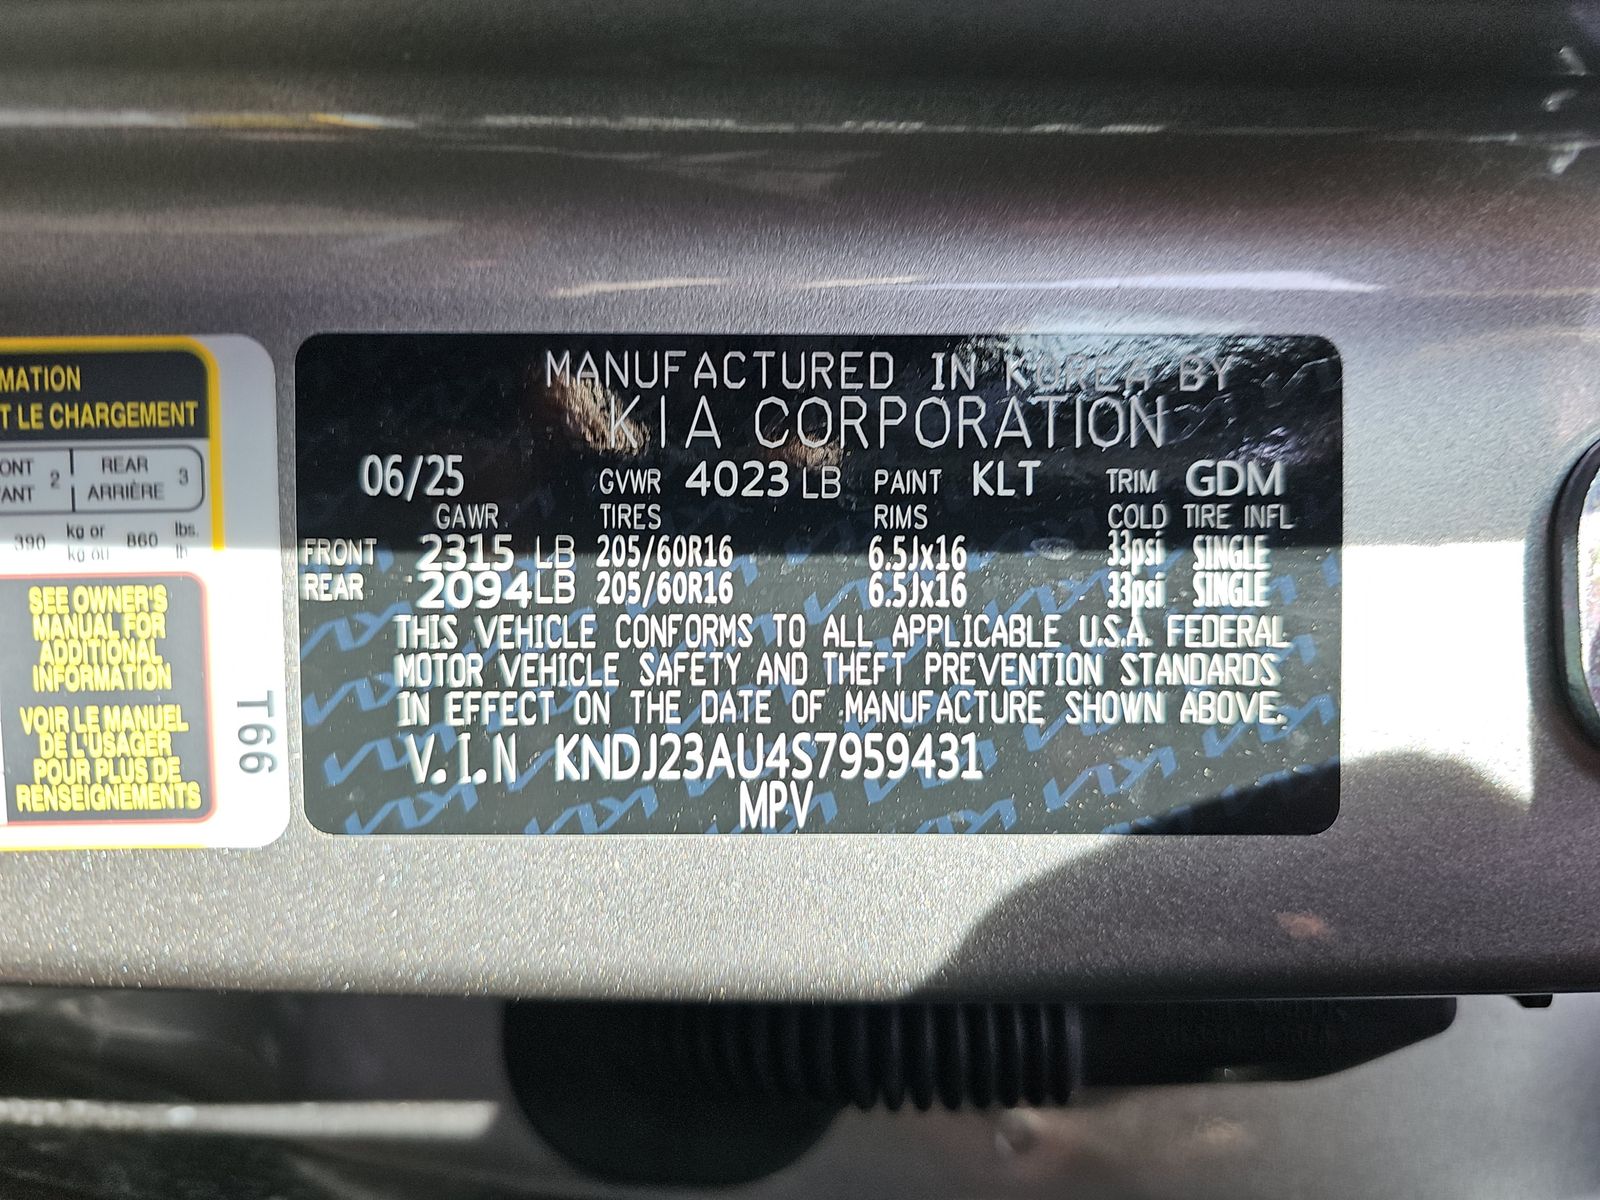 MATION
T LE CHARGEMENT
ONT 2 REAR 3
ANT ARRIÈRE
390 kg or 860 lbs.
kg ou lb
SEE OWNER'S
MANUAL FOR
ADDITIONAL
INFORMATION
VOIR LE MANUEL
DE L'USAGER
POUR PLUS DE
RENSEIGNEMENTS
T66
MANUFACTURED IN KOREA BY
KIA CORPORATION
06/25 GVWR 4023 LB PAINT KLT TRIM GDM
GAWR TIRES RIMS COLD TIRE INFL
FRONT 2315 LB 205/60R16 6.5Jx16 33psi SINGLE
REAR 2094 LB 205/60R16 6.5Jx16 33psi SINGLE
THIS VEHICLE CONFORMS TO ALL APPLICABLE U.S.A. FEDERAL
MOTOR VEHICLE SAFETY AND THEFT PREVENTION STANDARDS
IN EFFECT ON THE DATE OF MANUFACTURE SHOWN ABOVE.
V.I.N KNDJ23AU4S7959431
MPV